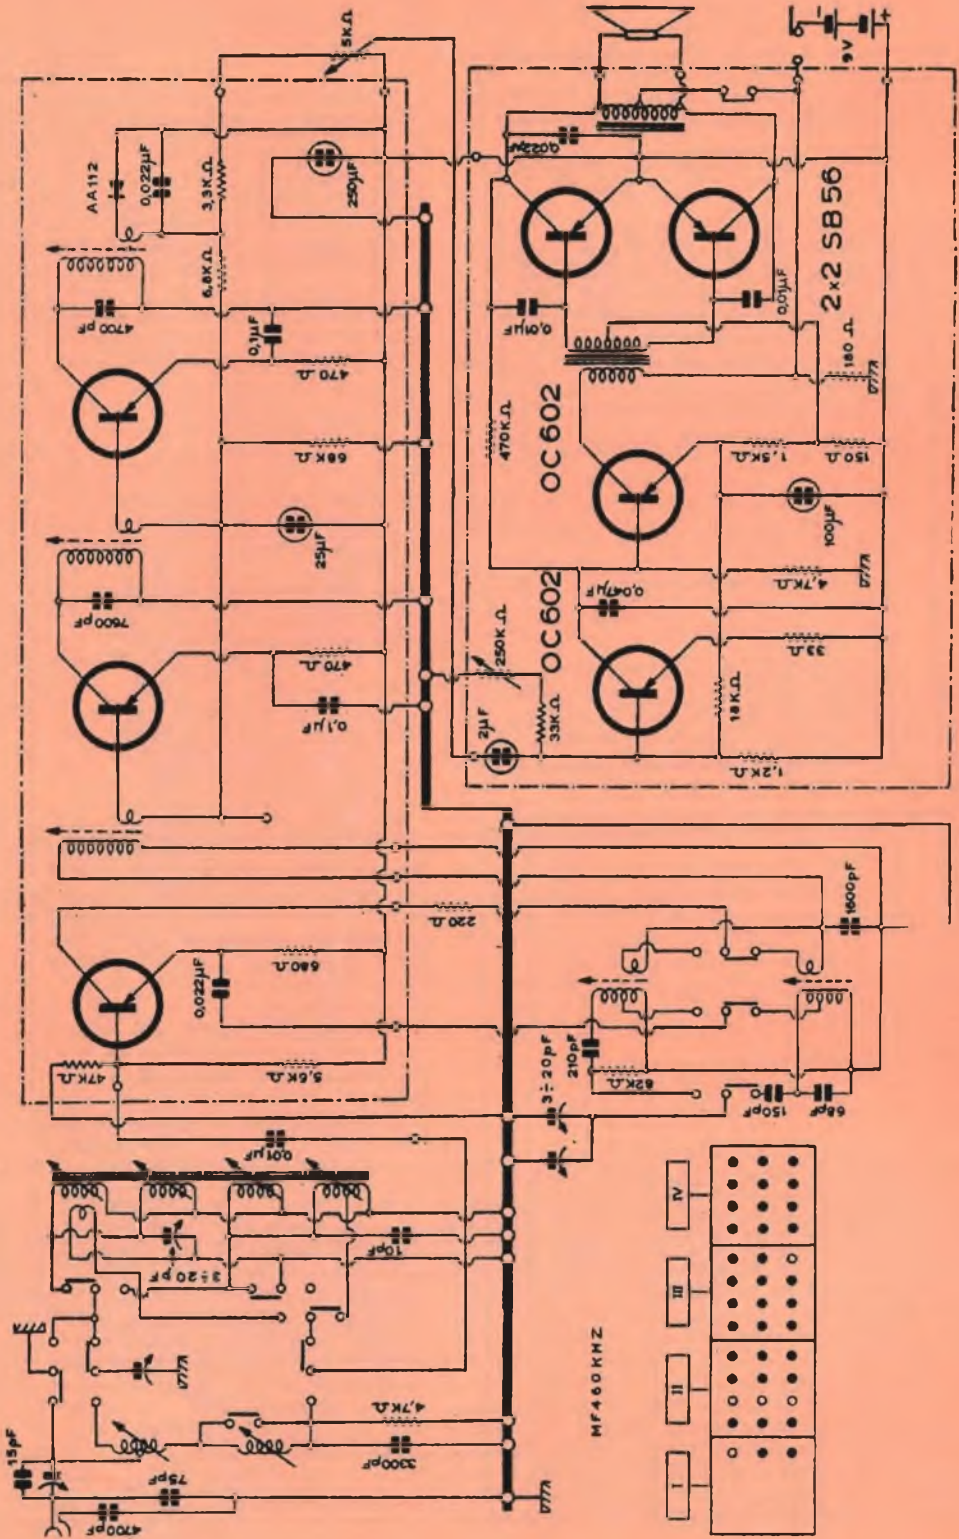 15pF
4700pF
75pF
3300pF
4,7KΩ
3÷20pF
10pF
0,01µF
47KΩ
5,6KΩ
0,022µF
680Ω
220Ω
0,1µF
470Ω
7600pF
25µF
68KΩ
470Ω
0,1µF
4700pF
6,8KΩ
3,3KΩ
0,022µF
AA112
250µF
5KΩ
MF460KHZ
I
II
III
IV
3÷20pF
210pF
82KΩ
150pF
68pF
1600pF
2µF
250KΩ
33KΩ
1,2KΩ
18KΩ
33Ω
0,047µF
4,7KΩ
100µF
OC602
OC602
470KΩ
1,5KΩ
150Ω
180 Ω
0,01µF
0,01µF
0,022µF
2x2 SB56
9V
-
+